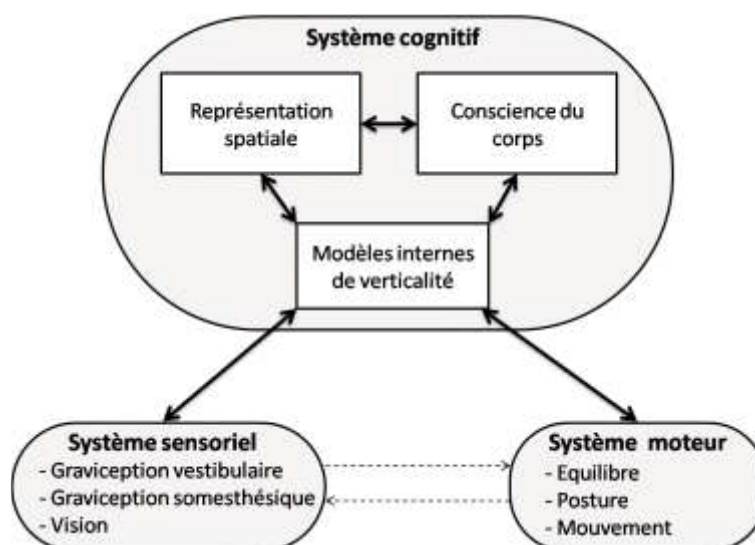 Système cognitif
Représentation
spatiale
Conscience du
corps
Modèles internes
de verticalité
Système sensoriel
- Graviception vestibulaire
- Graviception somesthésique
- Vision
Système moteur
- Equilibre
- Posture
- Mouvement